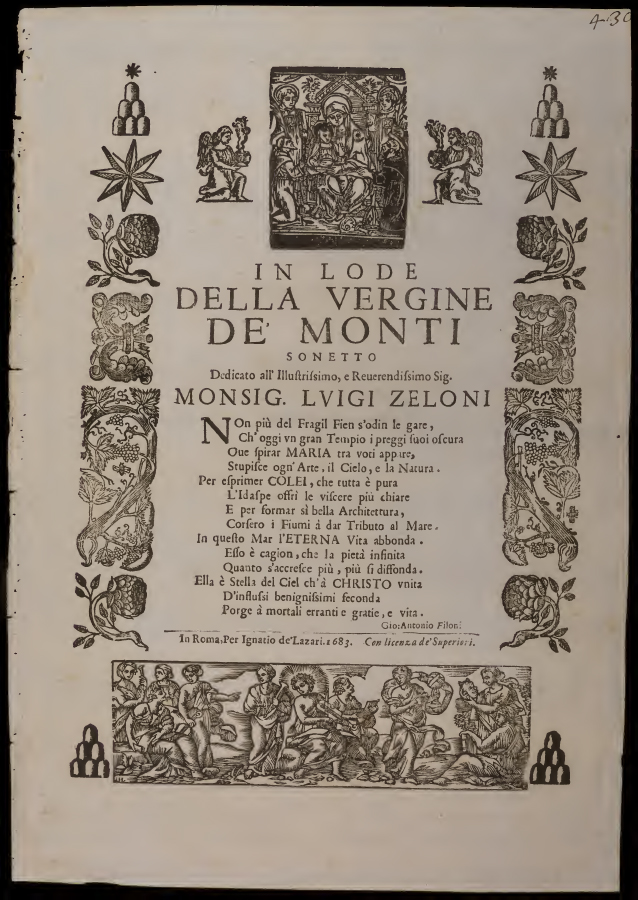 4-30
IN LODE
DELLA VERGINE
DE' MONTI
SONETTO
Dedicato all' Illuſtriſsimo, e Reuerendiſsimo Sig.
MONSIG. LVIGI ZELONI
NOn più del Fragil Fien s'odin le gare,
Ch' oggi vn gran Tempio i preggi ſuoi oſcura
Oue ſpirar MARIA tra voti appare,
Stupiſce ogn' Arte, il Cielo, e la Natura.
Per eſprimer COLEI, che tutta è pura
L'Idaſpe offrì le viſcere più chiare
E per formar sì bella Architettura,
Corſero i Fiumi à dar Tributo al Mare.
In queſto Mar l'ETERNA Vita abbonda.
Eſſo è cagion, che la pietà infinita
Quanto s'accreſce più, più ſi diffonda.
Ella è Stella del Ciel ch'à CHRISTO vnita
D'influſsi benigniſsimi feconda
Porge à mortali erranti e gratie, e vita.
Gio: Antonio Filoni
In Roma, Per Ignatio de' Lazari. 1683. Con licenza de' Superiori.